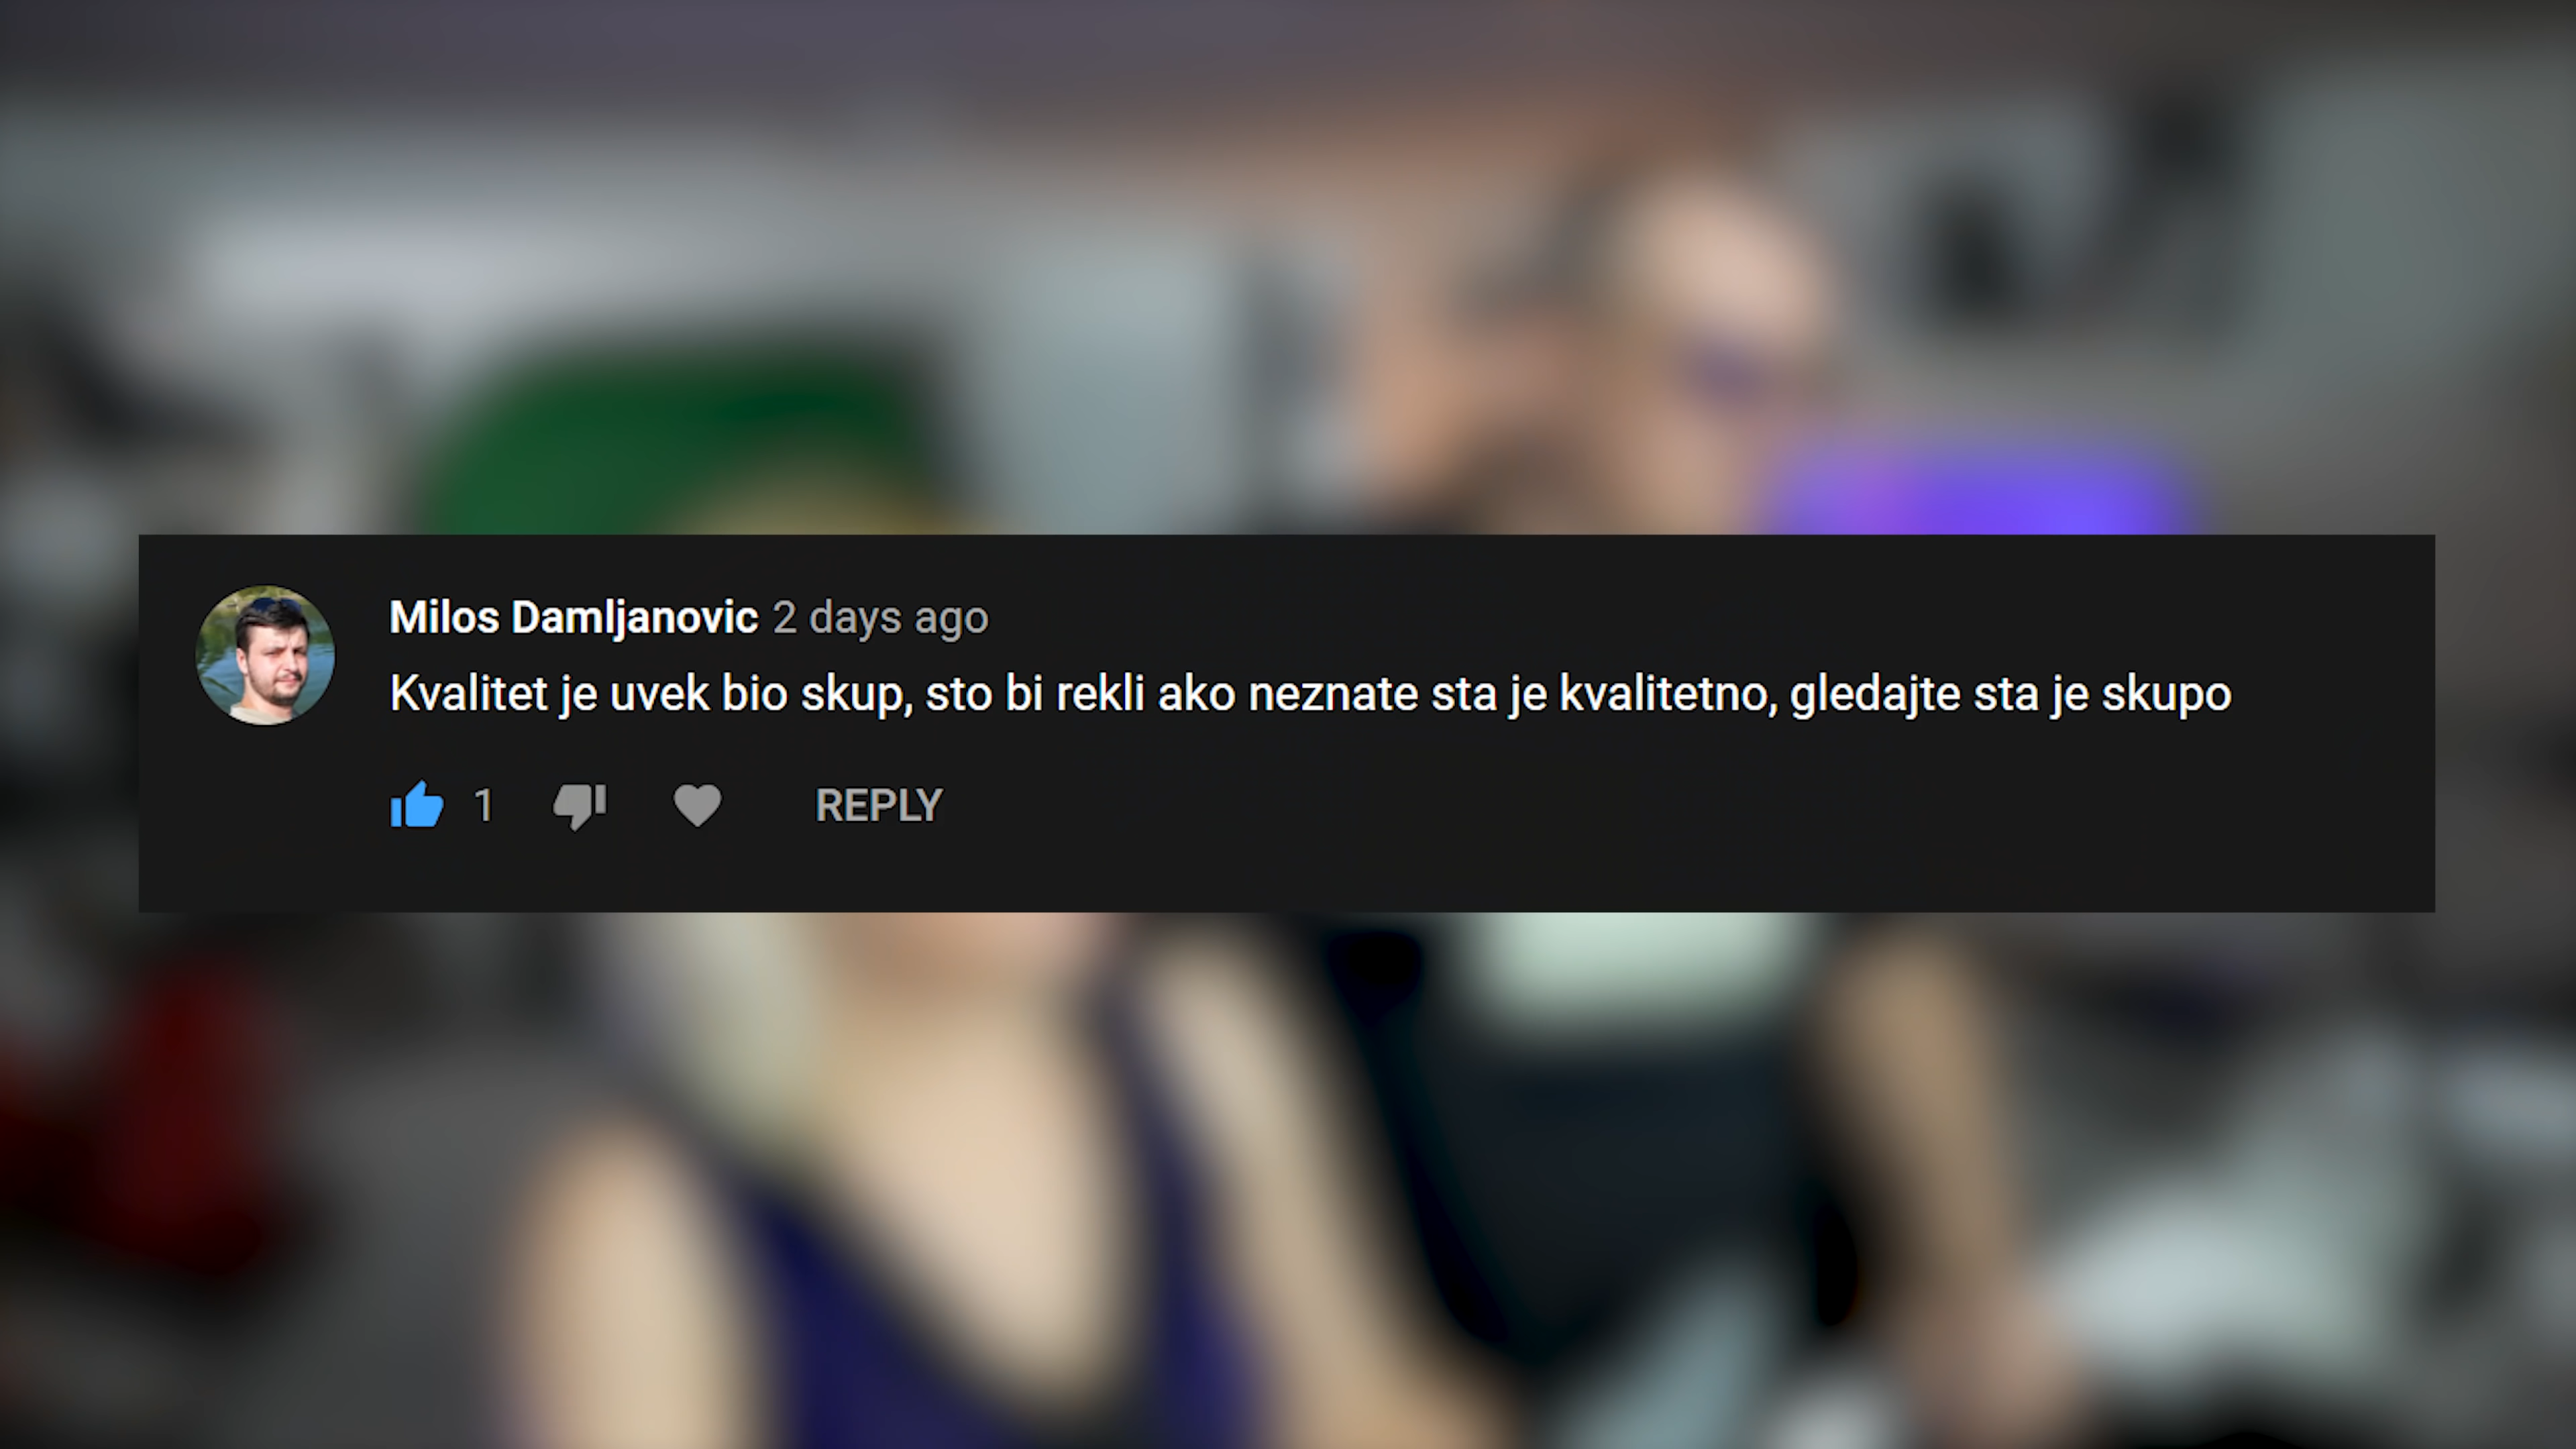 Milos Damljanovic 2 days ago
Kvalitet je uvek bio skup, sto bi rekli ako neznate sta je kvalitetno, gledajte sta je skupo
1 REPLY